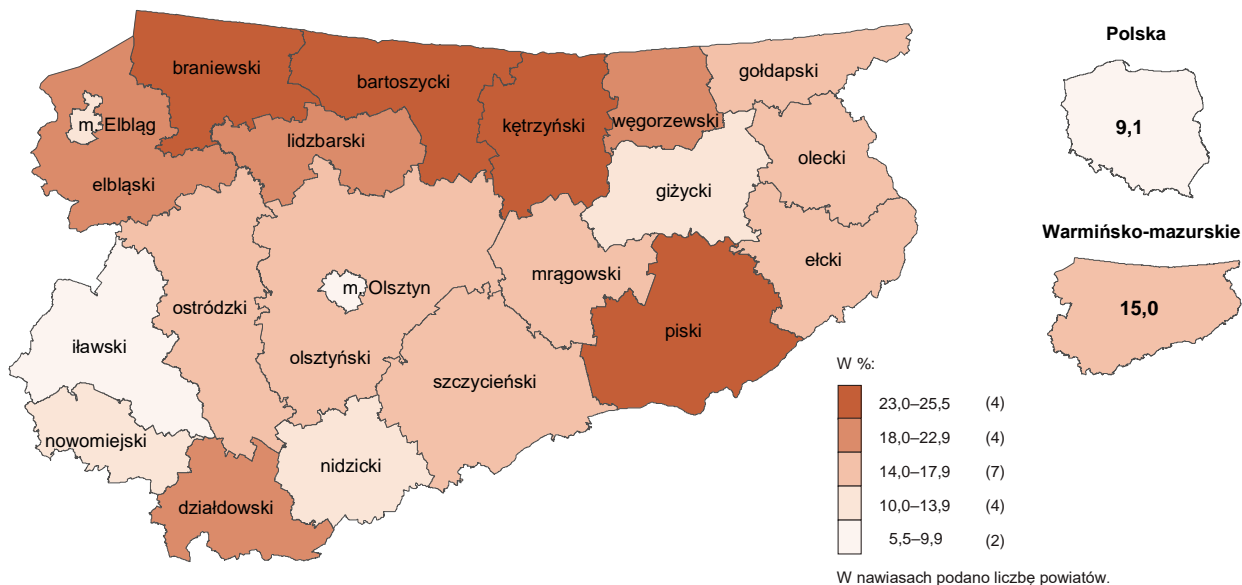 Polska
9,1
Warmińsko-mazurskie
15,0
braniewski
bartoszycki
gołdapski
m. Elbląg
kętrzyński
węgorzewski
lidzbarski
olecki
elbląski
giżycki
mrągowski
ełcki
m. Olsztyn
ostródzki
piski
iławski
olsztyński
szczycieński
nowomiejski
nidzicki
działdowski
W %:
23,0–25,5 (4)
18,0–22,9 (4)
14,0–17,9 (7)
10,0–13,9 (4)
5,5–9,9 (2)
W nawiasach podano liczbę powiatów.